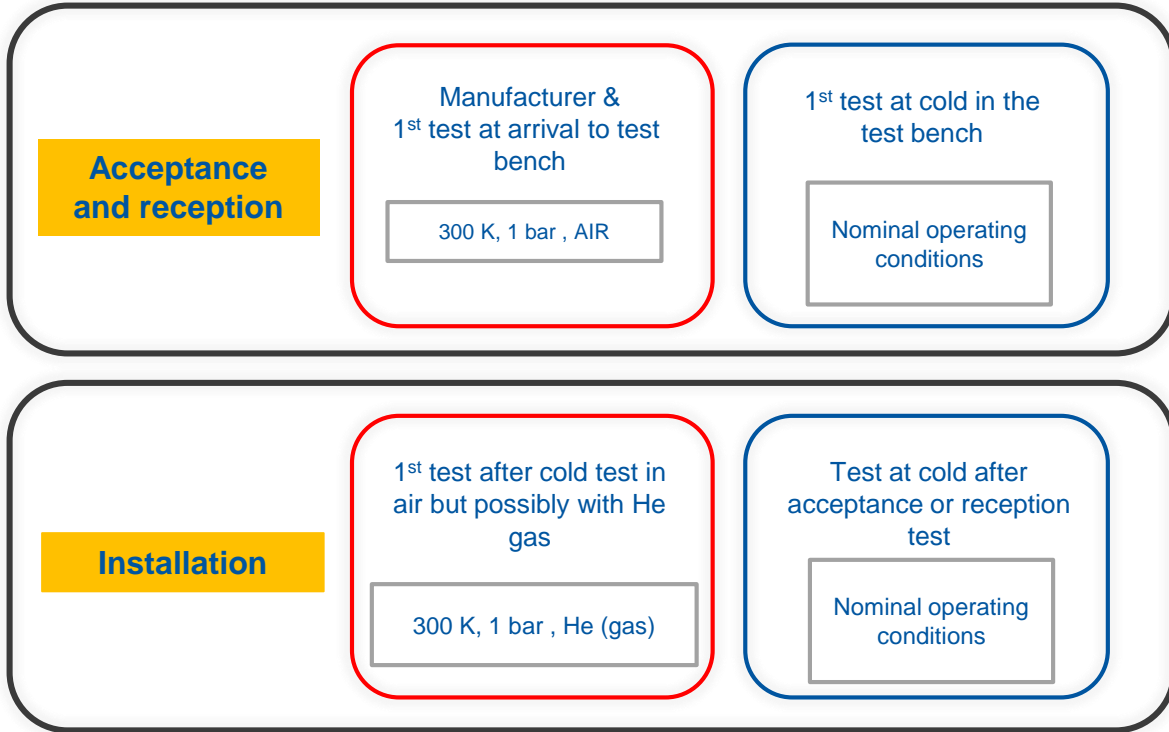 Acceptance
and reception
Manufacturer &
1st test at arrival to test
bench
300 K, 1 bar , AIR
1st test at cold in the
test bench
Nominal operating
conditions
Installation
1st test after cold test in
air but possibly with He
gas
300 K, 1 bar , He (gas)
Test at cold after
acceptance or reception
test
Nominal operating
conditions